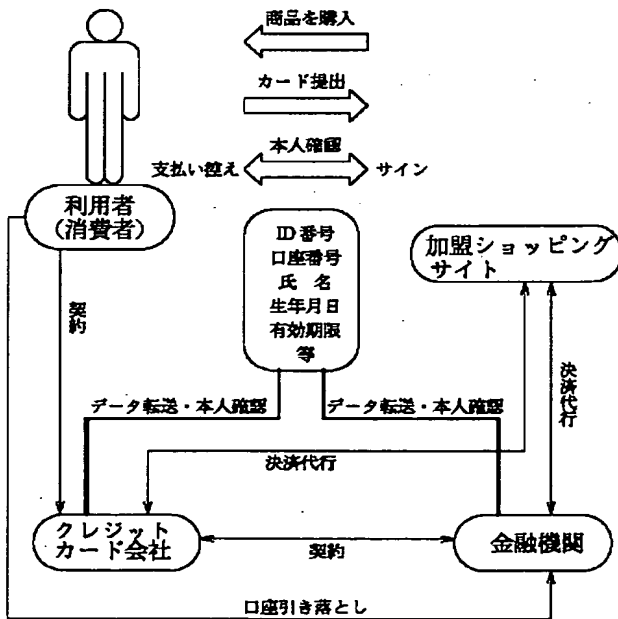 商品を購入
カード提出
本人確認
支払い控え
サイン
利用者
(消費者)
ID番号
口座番号
氏 名
生年月日
有効期限
等
加盟ショッピング
サイト
契約
決済代行
データ転送・本人確認
データ転送・本人確認
決済代行
クレジット
カード会社
契約
金融機関
口座引き落とし